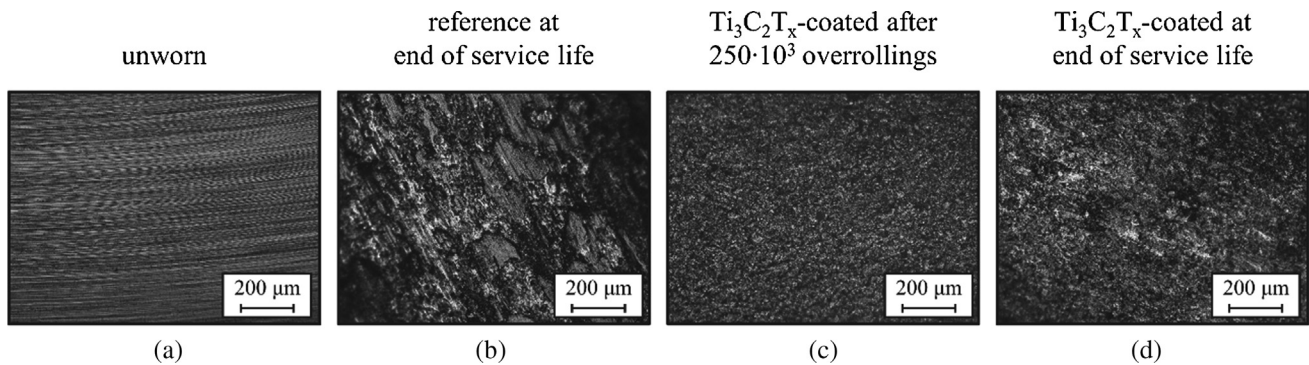 unworn
reference at
end of service life
Ti₃C₂Tₓ-coated after
250·10³ overrollings
Ti₃C₂Tₓ-coated at
end of service life
200 µm
200 µm
200 µm
200 µm
(a)
(b)
(c)
(d)